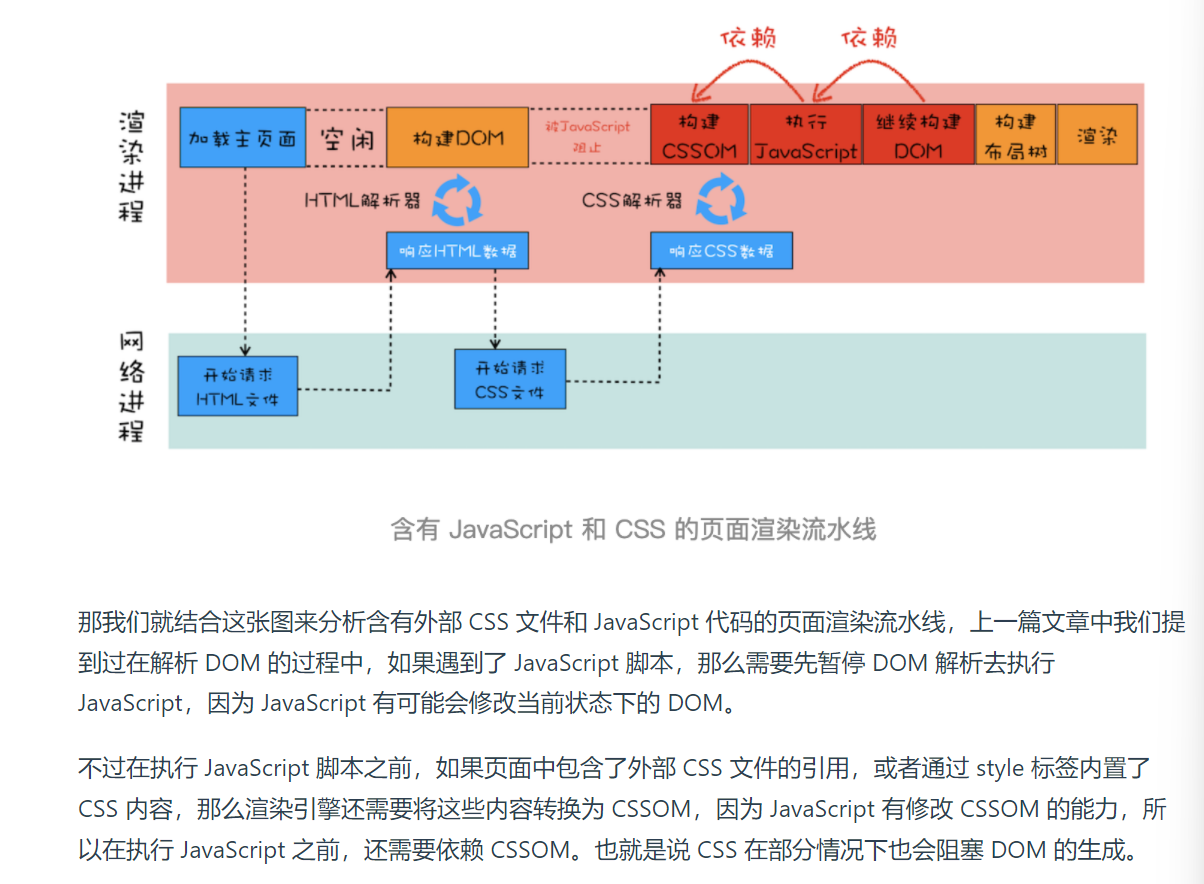 依赖 依赖
渲染进程
加载主页面 空闲 构建DOM 被JavaScript阻止 构建CSSOM 执行JavaScript 继续构建DOM 构建布局树 渲染
HTML解析器 CSS解析器
响应HTML数据 响应CSS数据
网络进程
开始请求HTML文件 开始请求CSS文件
含有 JavaScript 和 CSS 的页面渲染流水线
那我们就结合这张图来分析含有外部 CSS 文件和 JavaScript 代码的页面渲染流水线，上一篇文章中我们提
到过在解析 DOM 的过程中，如果遇到了 JavaScript 脚本，那么需要先暂停 DOM 解析去执行
JavaScript，因为 JavaScript 有可能会修改当前状态下的 DOM。
不过在执行 JavaScript 脚本之前，如果页面中包含了外部 CSS 文件的引用，或者通过 style 标签内置了
CSS 内容，那么渲染引擎还需要将这些内容转换为 CSSOM，因为 JavaScript 有修改 CSSOM 的能力，所
以在执行 JavaScript 之前，还需要依赖 CSSOM。也就是说 CSS 在部分情况下也会阻塞 DOM 的生成。